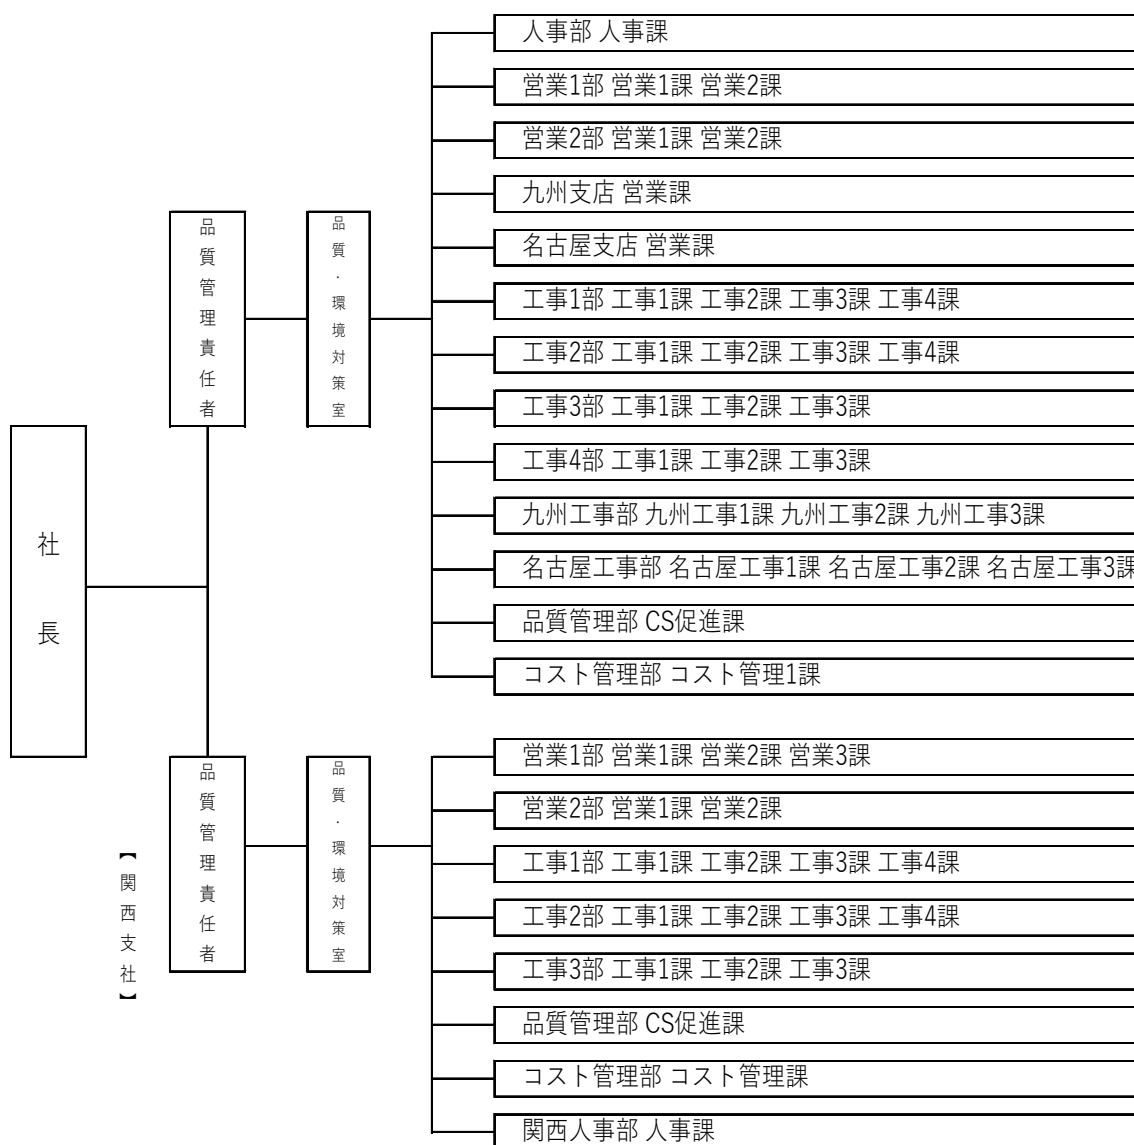 社長
品質管理責任者
品質・環境対策室
人事部 人事課
営業1部 営業1課 営業2課
営業2部 営業1課 営業2課
九州支店 営業課
名古屋支店 営業課
工事1部 工事1課 工事2課 工事3課 工事4課
工事2部 工事1課 工事2課 工事3課 工事4課
工事3部 工事1課 工事2課 工事3課
工事4部 工事1課 工事2課 工事3課
九州工事部 九州工事1課 九州工事2課 九州工事3課
名古屋工事部 名古屋工事1課 名古屋工事2課 名古屋工事3課
品質管理部 CS促進課
コスト管理部 コスト管理1課
【関西支社】
品質管理責任者
品質・環境対策室
営業1部 営業1課 営業2課 営業3課
営業2部 営業1課 営業2課
工事1部 工事1課 工事2課 工事3課 工事4課
工事2部 工事1課 工事2課 工事3課 工事4課
工事3部 工事1課 工事2課 工事3課
品質管理部 CS促進課
コスト管理部 コスト管理課
関西人事部 人事課